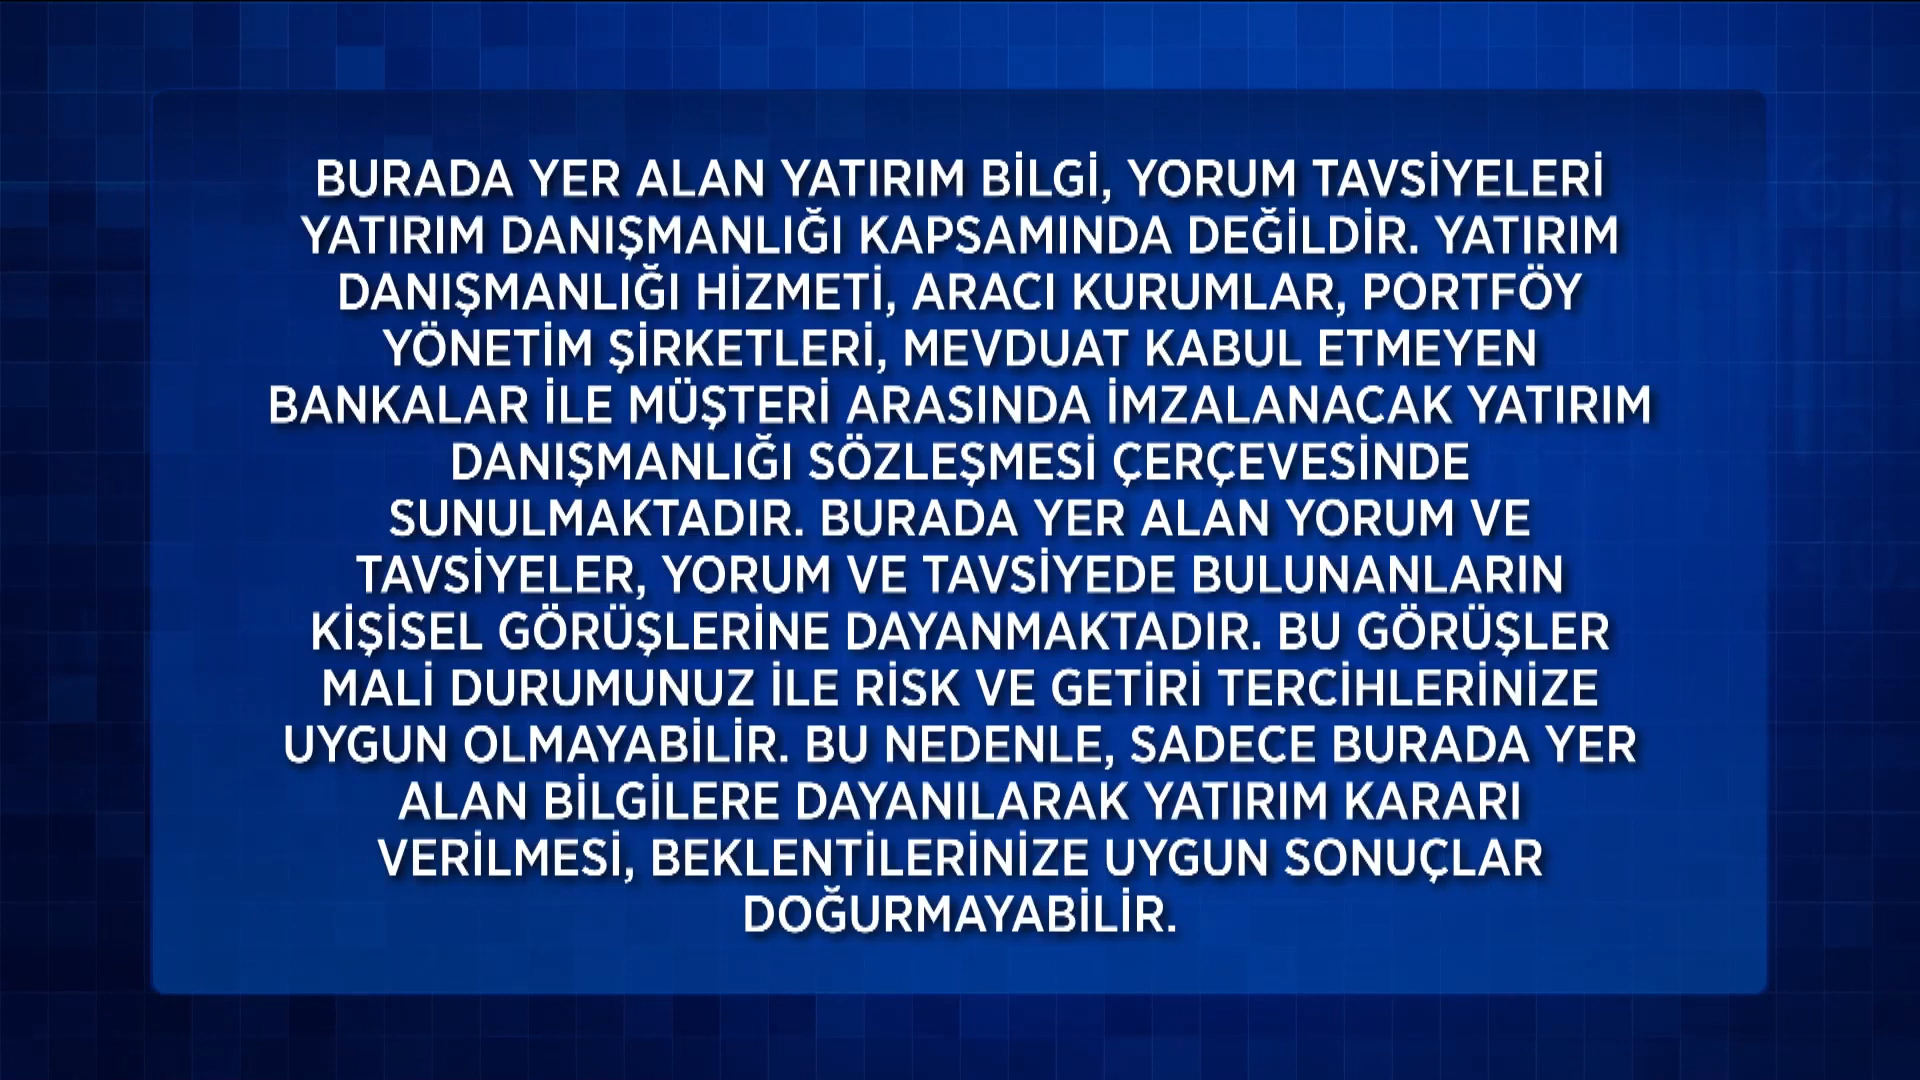 BURADA YER ALAN YATIRIM BİLGİ, YORUM TAVSİYELERİ
YATIRIM DANIŞMANLIĞI KAPSAMINDA DEĞİLDİR. YATIRIM
DANIŞMANLIĞI HİZMETİ, ARACI KURUMLAR, PORTFÖY
YÖNETİM ŞİRKETLERİ, MEVDUAT KABUL ETMEYEN
BANKALAR İLE MÜŞTERİ ARASINDA İMZALANACAK YATIRIM
DANIŞMANLIĞI SÖZLEŞMESİ ÇERÇEVESİNDE
SUNULMAKTADIR. BURADA YER ALAN YORUM VE
TAVSİYELER, YORUM VE TAVSİYEDE BULUNANLARIN
KİŞİSEL GÖRÜŞLERİNE DAYANMAKTADIR. BU GÖRÜŞLER
MALİ DURUMUNUZ İLE RİSK VE GETİRİ TERCİHLERİNİZE
UYGUN OLMAYABİLİR. BU NEDENLE, SADECE BURADA YER
ALAN BİLGİLERE DAYANILARAK YATIRIM KARARI
VERİLMESİ, BEKLENTİLERİNİZE UYGUN SONUÇLAR
DOĞURMAYABİLİR.